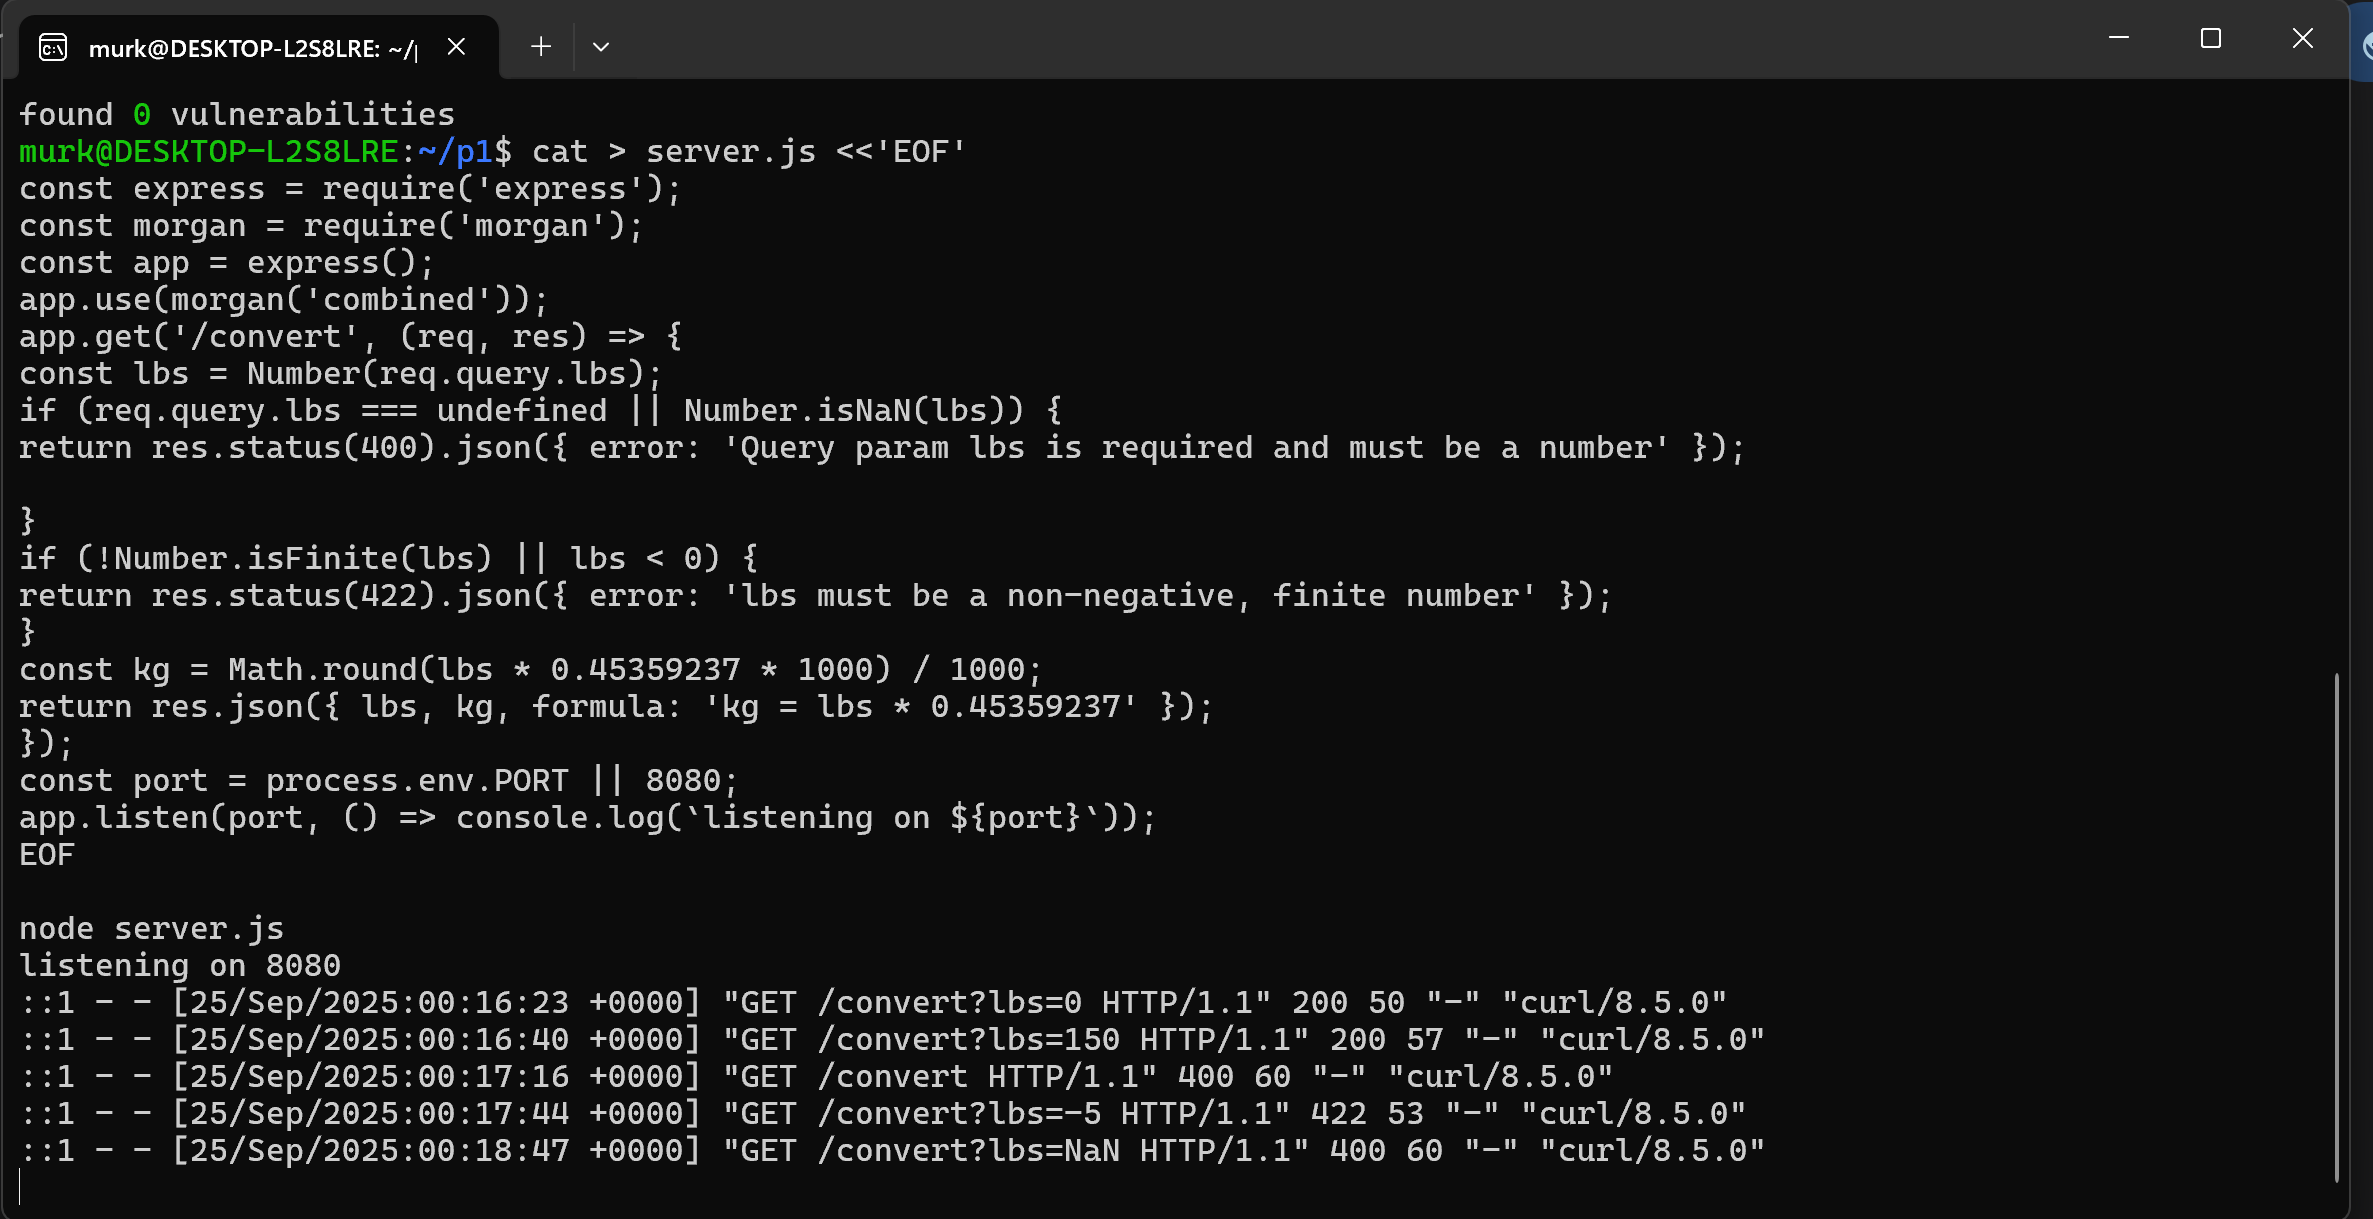 murk@DESKTOP-L2S8LRE: ~/p
found 0 vulnerabilities
murk@DESKTOP-L2S8LRE:~/p1$ cat > server.js <<'EOF'
const express = require('express');
const morgan = require('morgan');
const app = express();
app.use(morgan('combined'));
app.get('/convert', (req, res) => {
const lbs = Number(req.query.lbs);
if (req.query.lbs === undefined || Number.isNaN(lbs)) {
return res.status(400).json({ error: 'Query param lbs is required and must be a number' });
}
if (!Number.isFinite(lbs) || lbs < 0) {
return res.status(422).json({ error: 'lbs must be a non-negative, finite number' });
}
const kg = Math.round(lbs * 0.45359237 * 1000) / 1000;
return res.json({ lbs, kg, formula: 'kg = lbs * 0.45359237' });
});
const port = process.env.PORT || 8080;
app.listen(port, () => console.log(`listening on ${port}`));
EOF
node server.js
listening on 8080
::1 - - [25/Sep/2025:00:16:23 +0000] "GET /convert?lbs=0 HTTP/1.1" 200 50 "-" "curl/8.5.0"
::1 - - [25/Sep/2025:00:16:40 +0000] "GET /convert?lbs=150 HTTP/1.1" 200 57 "-" "curl/8.5.0"
::1 - - [25/Sep/2025:00:17:16 +0000] "GET /convert HTTP/1.1" 400 60 "-" "curl/8.5.0"
::1 - - [25/Sep/2025:00:17:44 +0000] "GET /convert?lbs=-5 HTTP/1.1" 422 53 "-" "curl/8.5.0"
::1 - - [25/Sep/2025:00:18:47 +0000] "GET /convert?lbs=NaN HTTP/1.1" 400 60 "-" "curl/8.5.0"